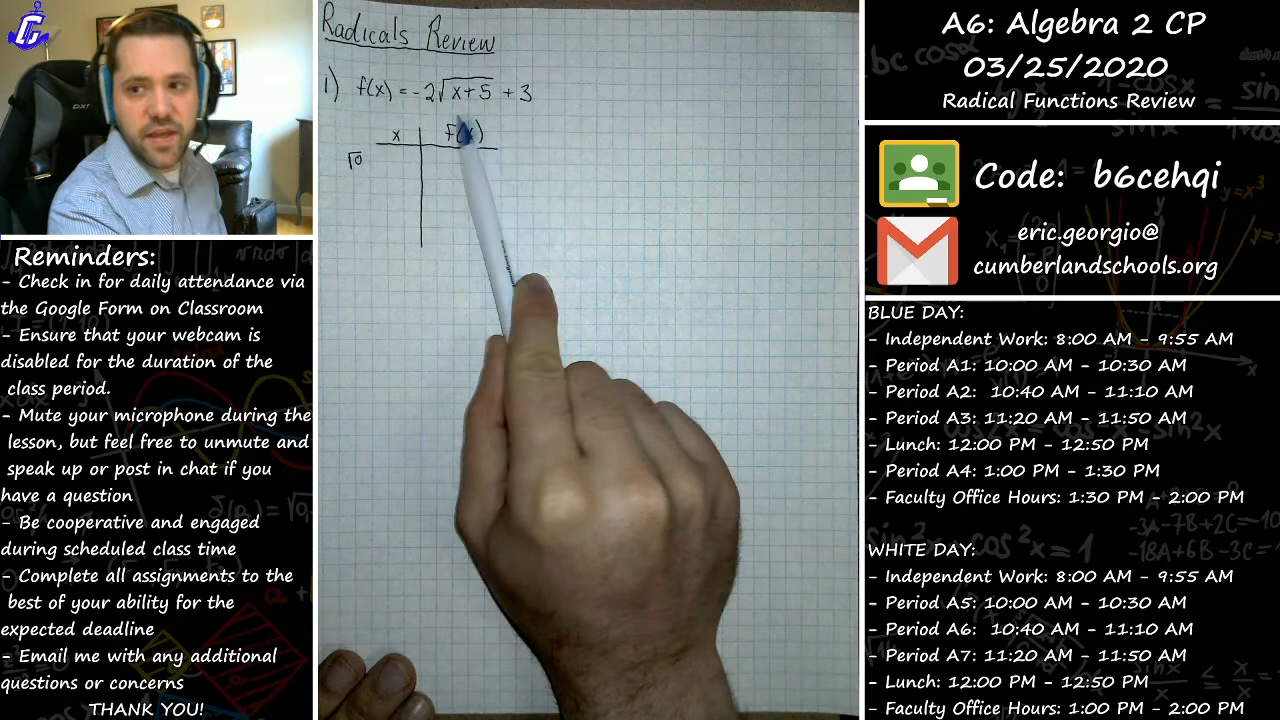 C
DXT
Radicals Review
1) f(x) = -2√x+5 + 3
x f(x)
√0
A6: Algebra 2 CP
03/25/2020
Radical Functions Review
Code: b6cehqi
eric.georgio@
cumberlandschools.org
Reminders:
- Check in for daily attendance via
the Google Form on Classroom
- Ensure that your webcam is
disabled for the duration of the
class period.
- Mute your microphone during the
lesson, but feel free to unmute and
speak up or post in chat if you
have a question
- Be cooperative and engaged
during scheduled class time
- Complete all assignments to the
best of your ability for the
expected deadline
- Email me with any additional
questions or concerns
THANK YOU!
BLUE DAY:
- Independent Work: 8:00 AM - 9:55 AM
- Period A1: 10:00 AM - 10:30 AM
- Period A2: 10:40 AM - 11:10 AM
- Period A3: 11:20 AM - 11:50 AM
- Lunch: 12:00 PM - 12:50 PM
- Period A4: 1:00 PM - 1:30 PM
- Faculty Office Hours: 1:30 PM - 2:00 PM
WHITE DAY:
- Independent Work: 8:00 AM - 9:55 AM
- Period A5: 10:00 AM - 10:30 AM
- Period A6: 10:40 AM - 11:10 AM
- Period A7: 11:20 AM - 11:50 AM
- Lunch: 12:00 PM - 12:50 PM
- Faculty Office Hours: 1:00 PM - 2:00 PM